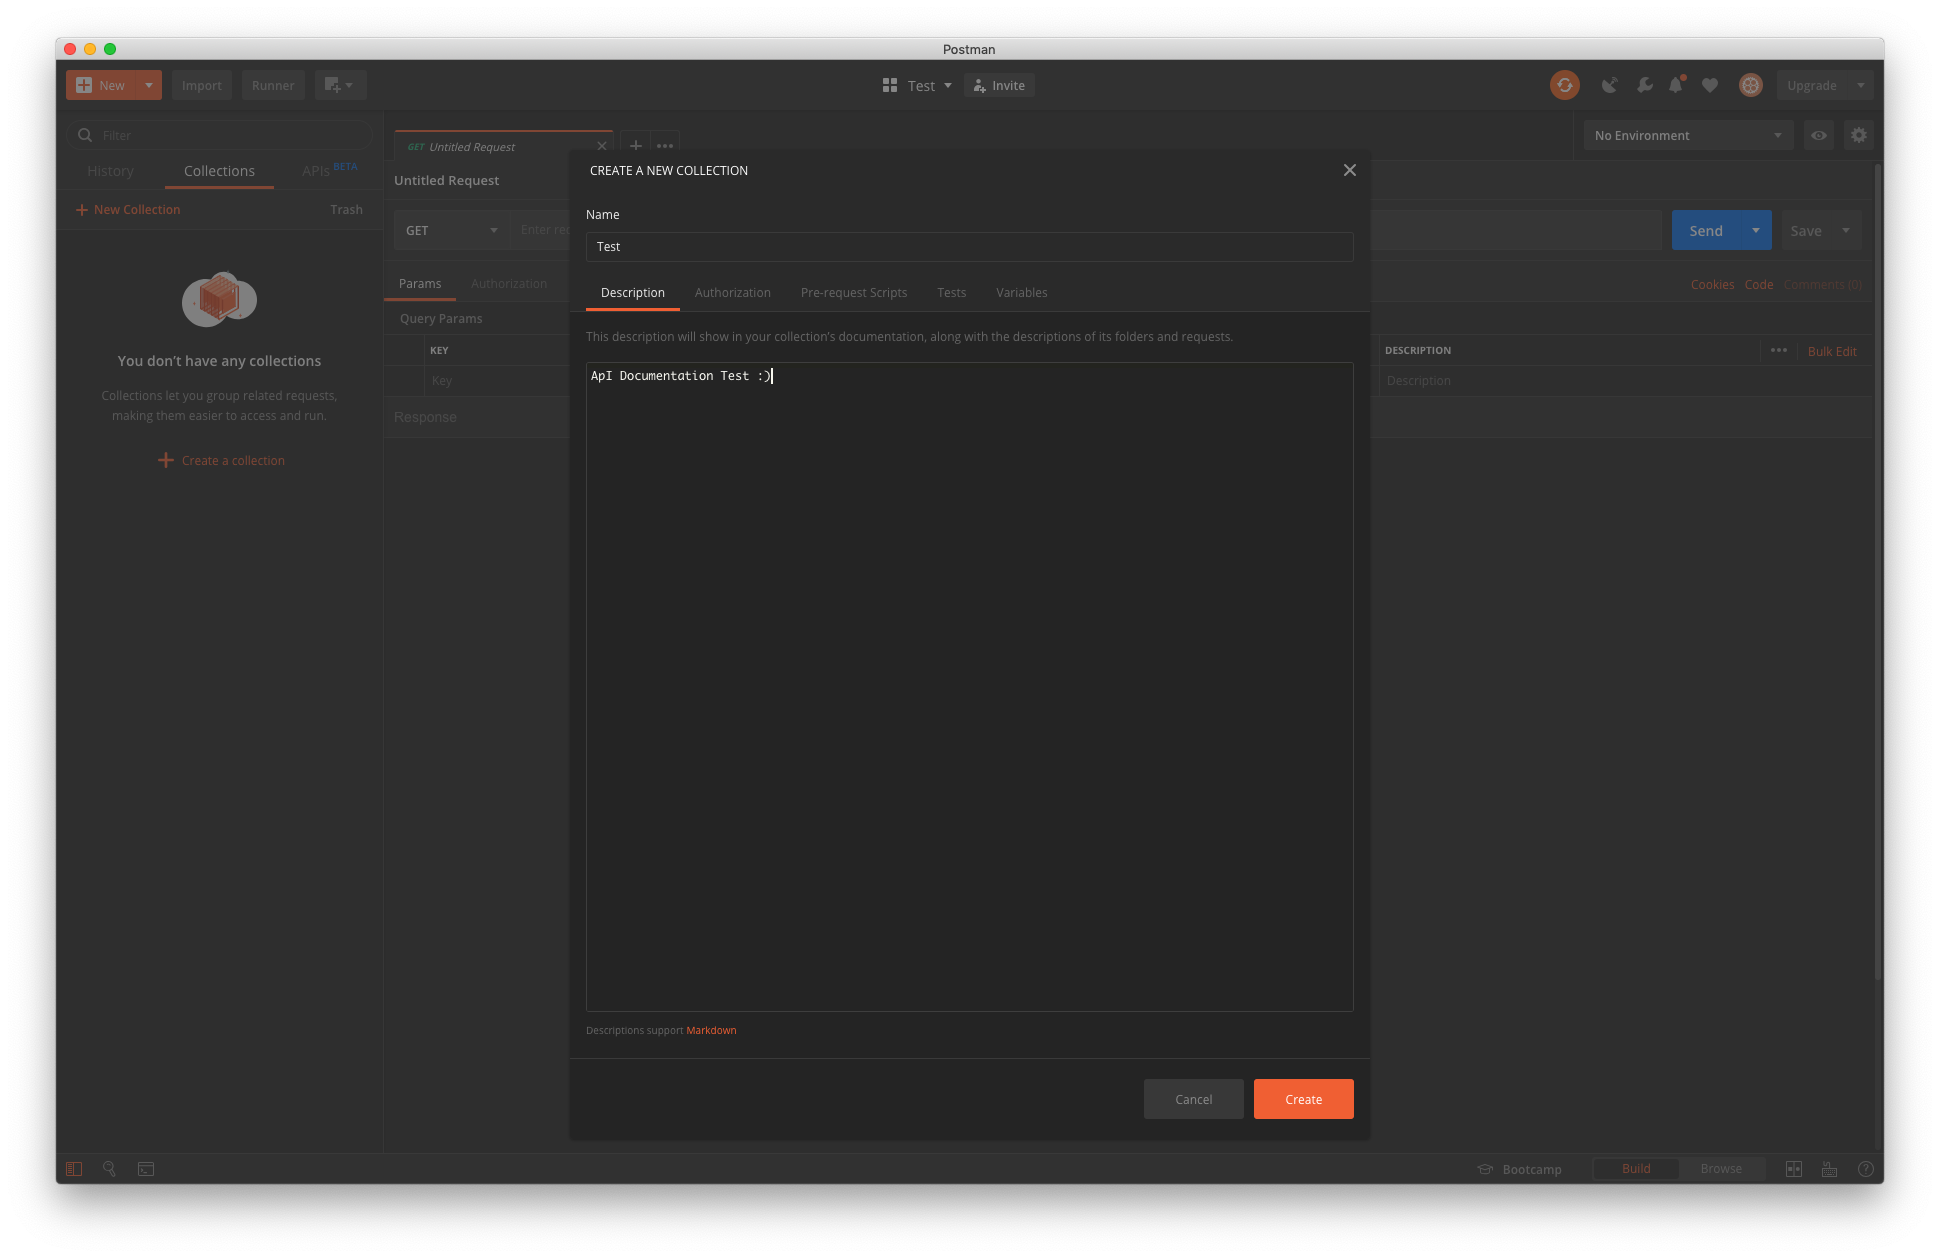 Postman
New
Import
Runner
Test
Invite
Upgrade
Filter
History
Collections
APIs BETA
New Collection
Trash
You don’t have any collections
Collections let you group related requests,
making them easier to access and run.
Create a collection
GET Untitled Request
No Environment
Untitled Request
GET
Enter req
Send
Save
Params
Authorization
Cookies
Code
Comments (0)
Query Params
KEY
DESCRIPTION
Bulk Edit
Key
Description
Response
CREATE A NEW COLLECTION
Name
Test
Description
Authorization
Pre-request Scripts
Tests
Variables
This description will show in your collection’s documentation, along with the descriptions of its folders and requests.
ApI Documentation Test :)
Descriptions support Markdown
Cancel
Create
Bootcamp
Build
Browse